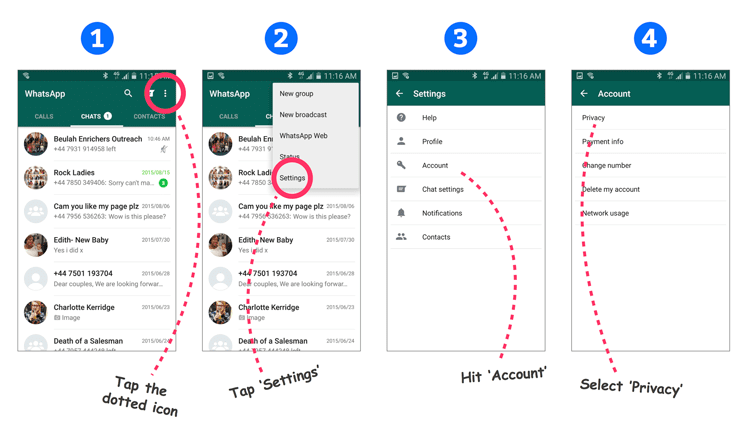 1
2
3
4
11:16 AM
WhatsApp
CALLS
CHATS 1
CONTACTS
Beulah Enrichers Outreach 10:46 AM
+44 7931 914958 left
Rock Ladies 2015/08/15
+44 7850 349406: Sorry can't ma... 3
Cam you like my page plz 2015/08/06
+44 7956 536263: Wow is this please?
Edith- New Baby 2015/07/30
Yes i did x
+44 7501 193704 2015/06/28
Dear couples, We are looking forwar...
Charlotte Kerridge 2015/06/23
Image
Death of a Salesman 2015/06/24
Tap the
dotted icon
11:16 AM
WhatsApp
CALLS
New group
New broadcast
WhatsApp Web
Status
Settings
Beulah En
+44 7931 9
Rock Ladi
+44 7850 3
Cam you like my page plz 2015/08/06
+44 7956 536263: Wow is this please?
Edith- New Baby 2015/07/30
Yes i did x
+44 7501 193704 2015/06/28
Dear couples, We are looking forwar...
Charlotte Kerridge 2015/06/23
Image
Death of a Salesman 2015/06/24
Tap 'Settings'
11:16 AM
Settings
Help
Profile
Account
Chat settings
Notifications
Contacts
Hit 'Account'
11:16 AM
Account
Privacy
Payment info
Change number
Delete my account
Network usage
Select 'Privacy'